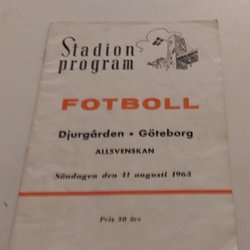 Stadion
program
FOTBOLL
Djurgården • Göteborg
ALLSVENSKAN
Söndagen den 11 augusti 1963
Pris 50 öre